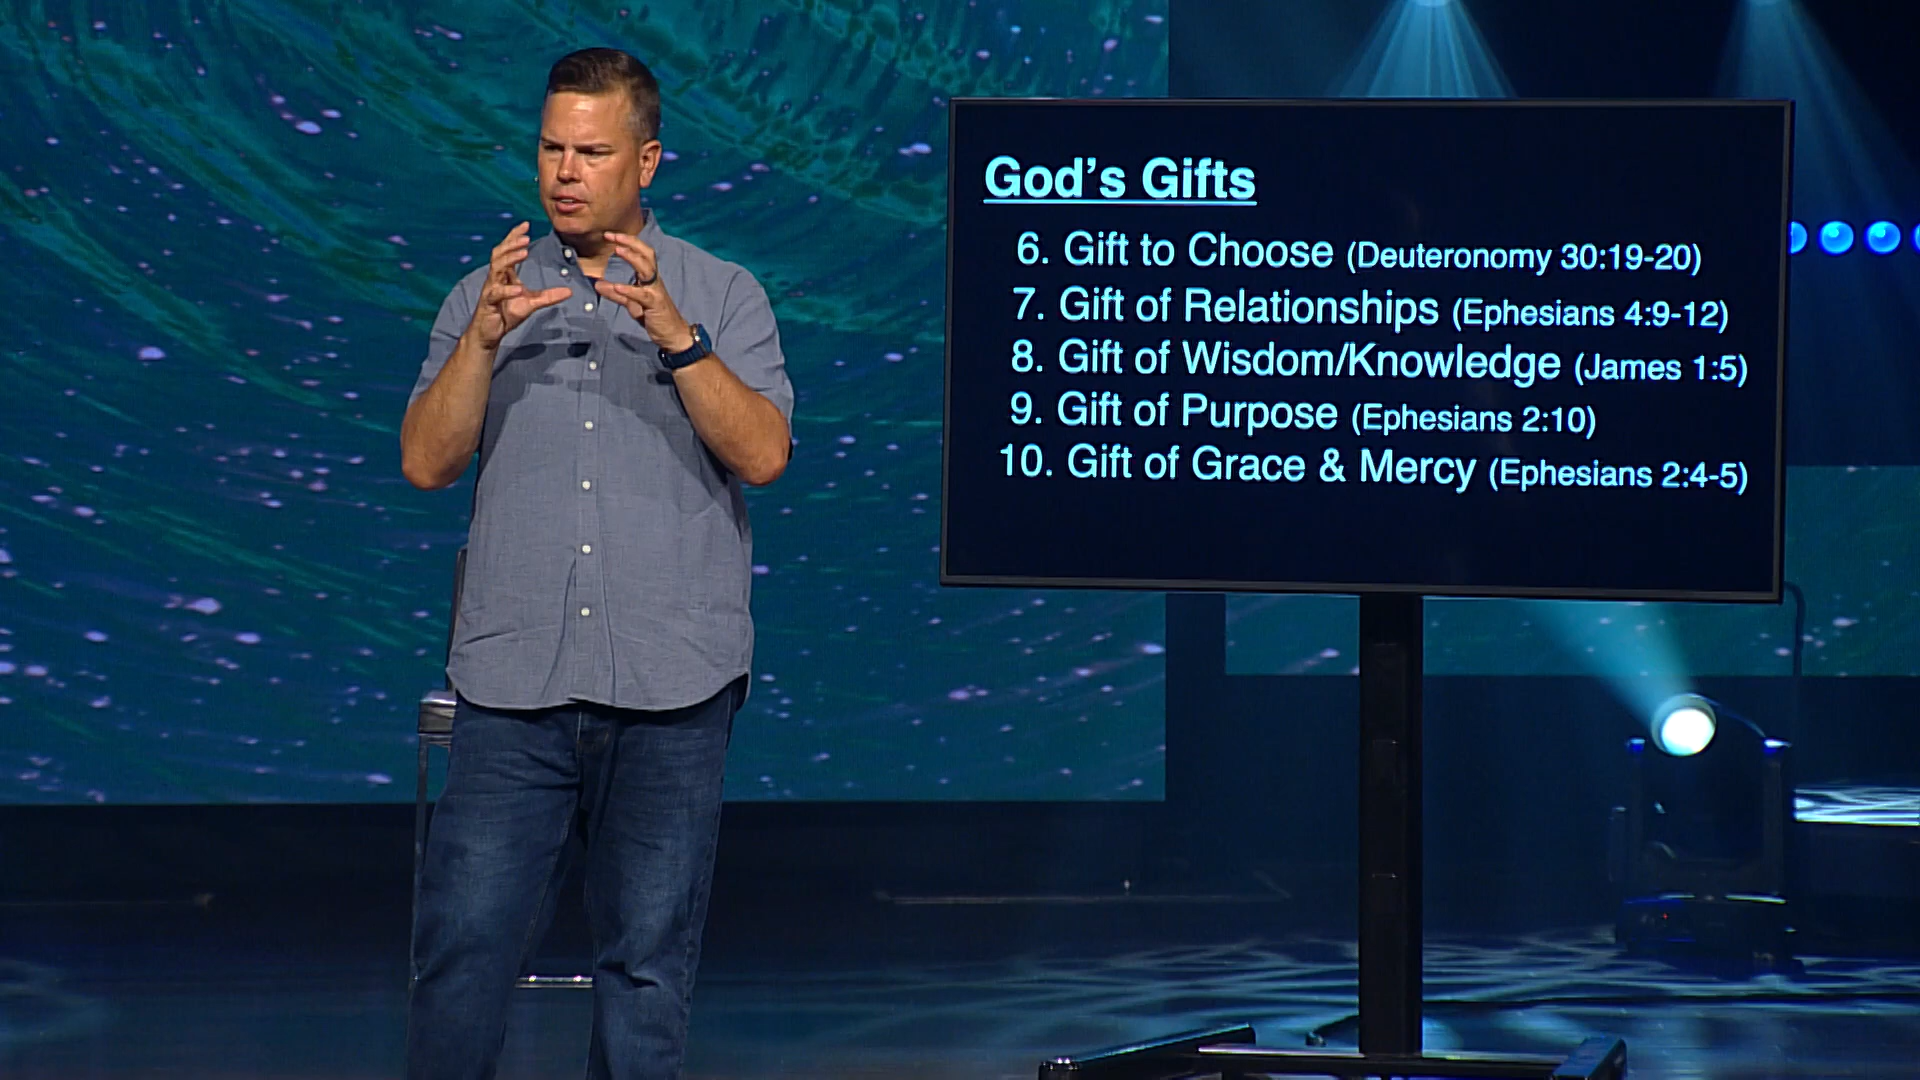 God's Gifts
6. Gift to Choose (Deuteronomy 30:19-20)
7. Gift of Relationships (Ephesians 4:9-12)
8. Gift of Wisdom/Knowledge (James 1:5)
9. Gift of Purpose (Ephesians 2:10)
10. Gift of Grace & Mercy (Ephesians 2:4-5)